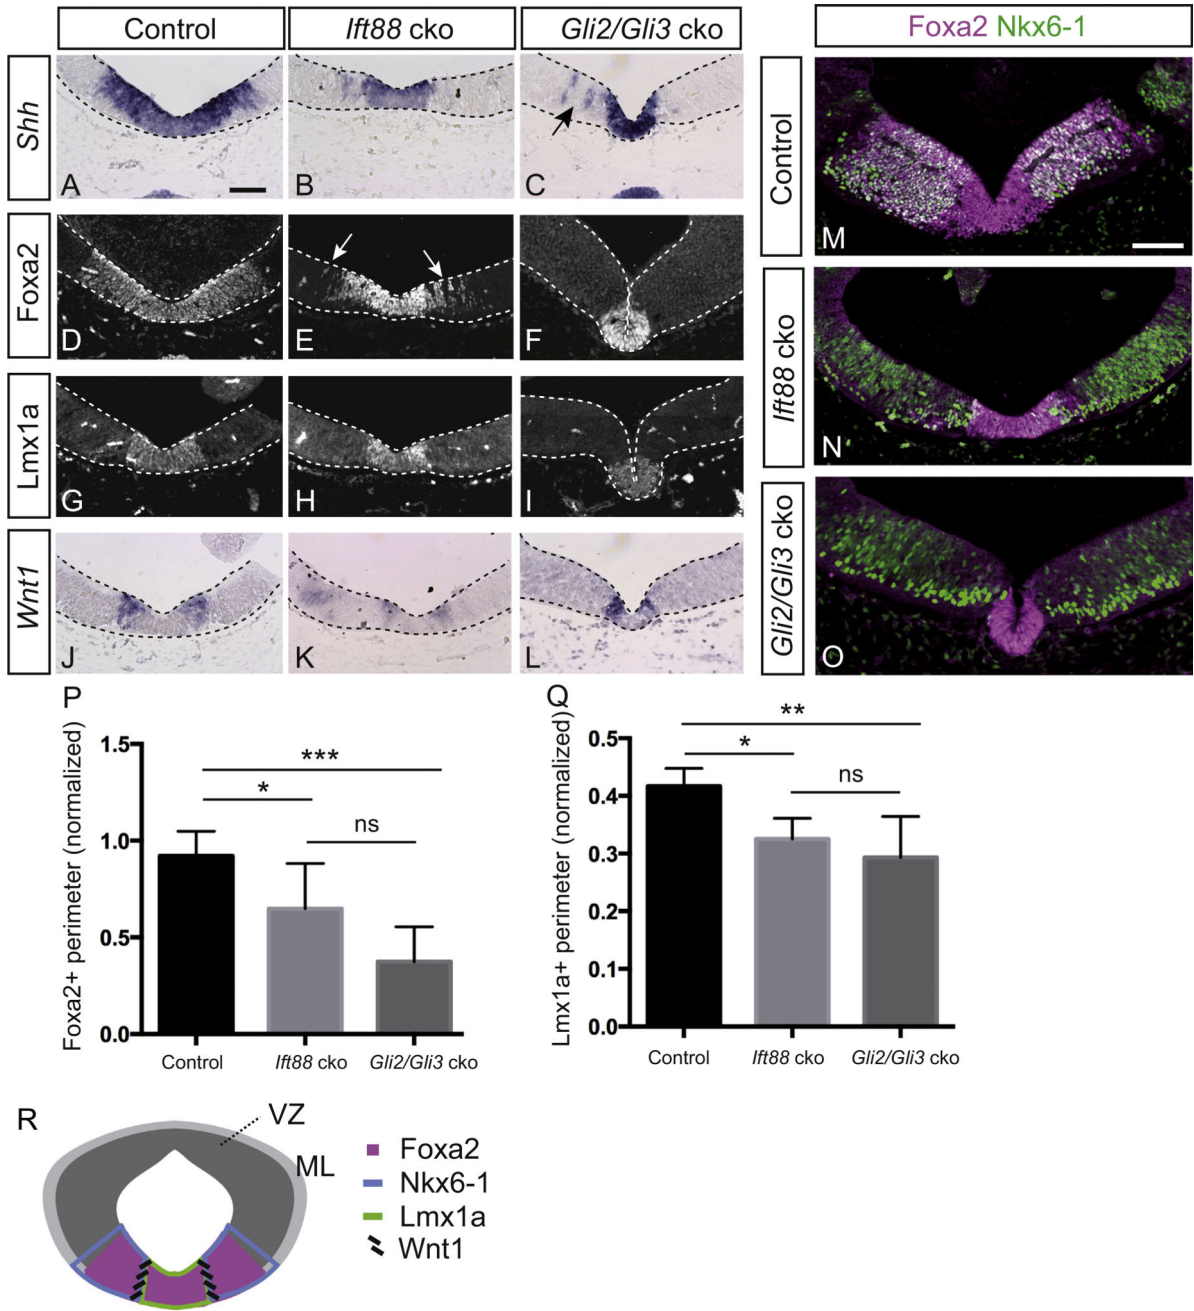 Control
Ift88 cko
Gli2/Gli3 cko
Foxa2 Nkx6-1
Shh
A
B
C
Foxa2
D
E
F
Lmx1a
G
H
I
Wnt1
J
K
L
Control
M
Ift88 cko
N
Gli2/Gli3 cko
O
P
Foxa2+ perimeter (normalized)
1.5
1.0
0.5
0.0
***
*
ns
Control
Ift88 cko
Gli2/Gli3 cko
Q
Lmx1a+ perimeter (normalized)
0.5
0.4
0.3
0.2
0.1
0.0
**
*
ns
Control
Ift88 cko
Gli2/Gli3 cko
R
VZ
ML
Foxa2
Nkx6-1
Lmx1a
Wnt1